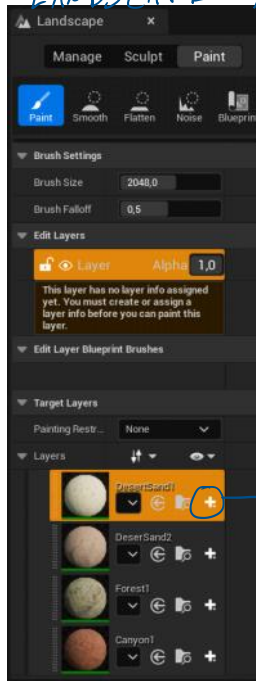 Landscape
Manage Sculpt Paint
Paint Smooth Flatten Noise Blueprin
Brush Settings
Brush Size 2048,0
Brush Falloff 0,5
Edit Layers
Layer Alpha 1,0
This layer has no layer info assigned
yet. You must create or assign a
layer info before you can paint this
layer.
Edit Layer Blueprint Brushes
Target Layers
Painting Restr... None
Layers
DesertSand1
DeserSand2
Forest1
Canyon1